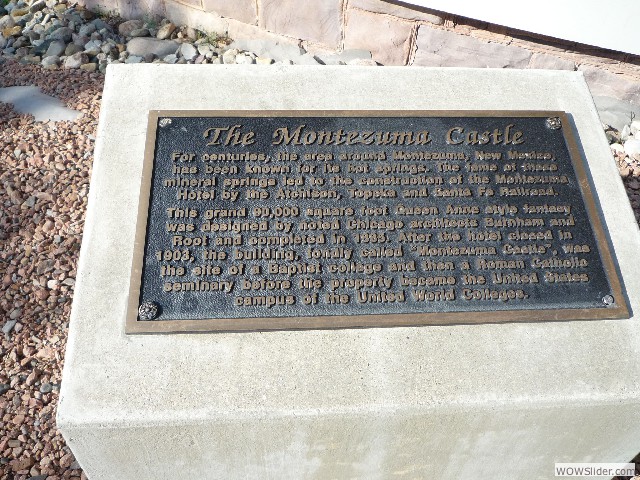 The Montezuma Castle
For centuries, the area around Montezuma, New Mexico,
has been known for its hot springs. The fame of these
mineral springs led to the construction of the Montezuma
Hotel by the Atchison, Topeka and Santa Fe Railroad.
This grand 90,000 square foot Queen Anne style fantasy
was designed by noted Chicago architects Burnham and
Root and completed in After the hotel closed in
1903, the building, fondly called "Montezuma Castle", was
the site of a Baptist college and then a Roman Catholic
seminary before the property became the United States
campus of the United World Colleges.
WOWSlider.com